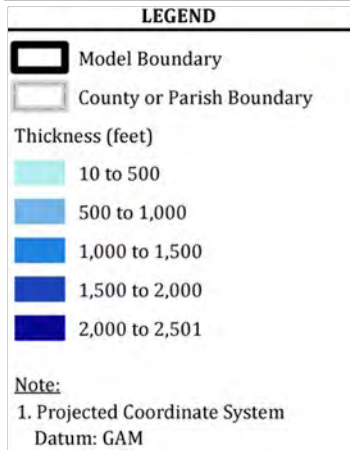 LEGEND
Model Boundary
County or Parish Boundary
Thickness (feet)
10 to 500
500 to 1,000
1,000 to 1,500
1,500 to 2,000
2,000 to 2,501
Note:
1. Projected Coordinate System
Datum: GAM